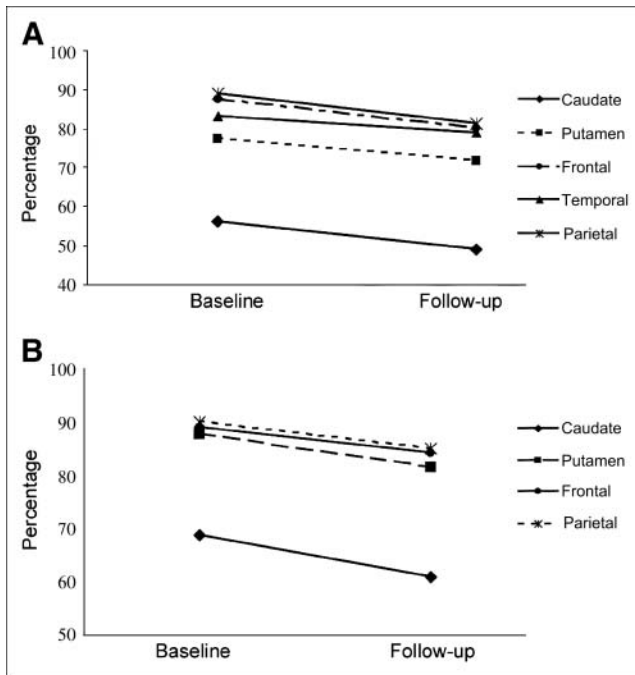 A
100
90
80
70
60
50
40
Percentage
Baseline
Follow-up
Caudate
Putamen
Frontal
Temporal
Parietal
B
100
90
80
70
60
50
Percentage
Baseline
Follow-up
Caudate
Putamen
Frontal
Parietal